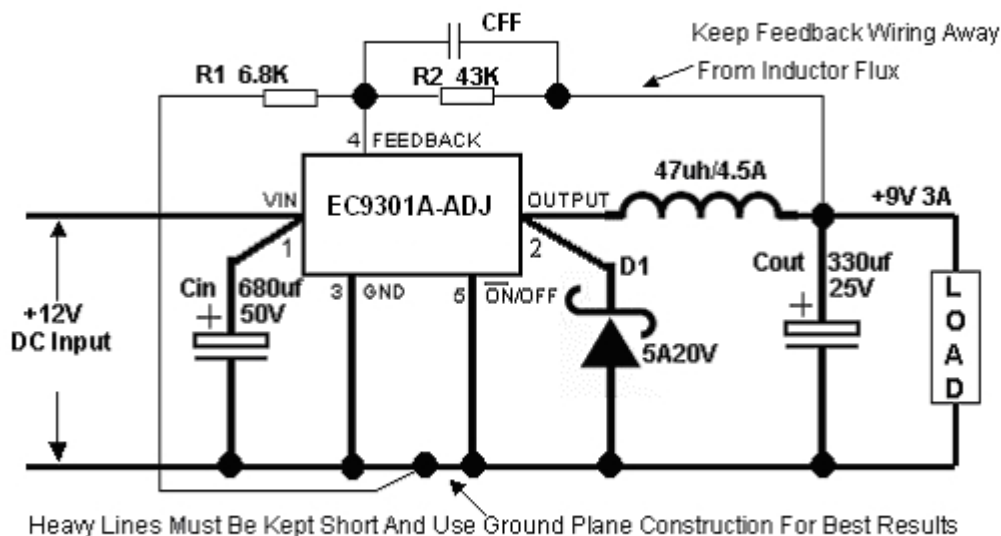 CFF
Keep Feedback Wiring Away
From Inductor Flux
R1 6.8K
R2 43K
4 FEEDBACK
47uh/4.5A
VIN
EC9301A-ADJ
OUTPUT
+9V 3A
1
2
D1
Cin
680uf
50V
+
3 GND
5 ON/OFF
Cout
330uf
25V
+
+12V
DC Input
5A20V
LOAD
Heavy Lines Must Be Kept Short And Use Ground Plane Construction For Best Results